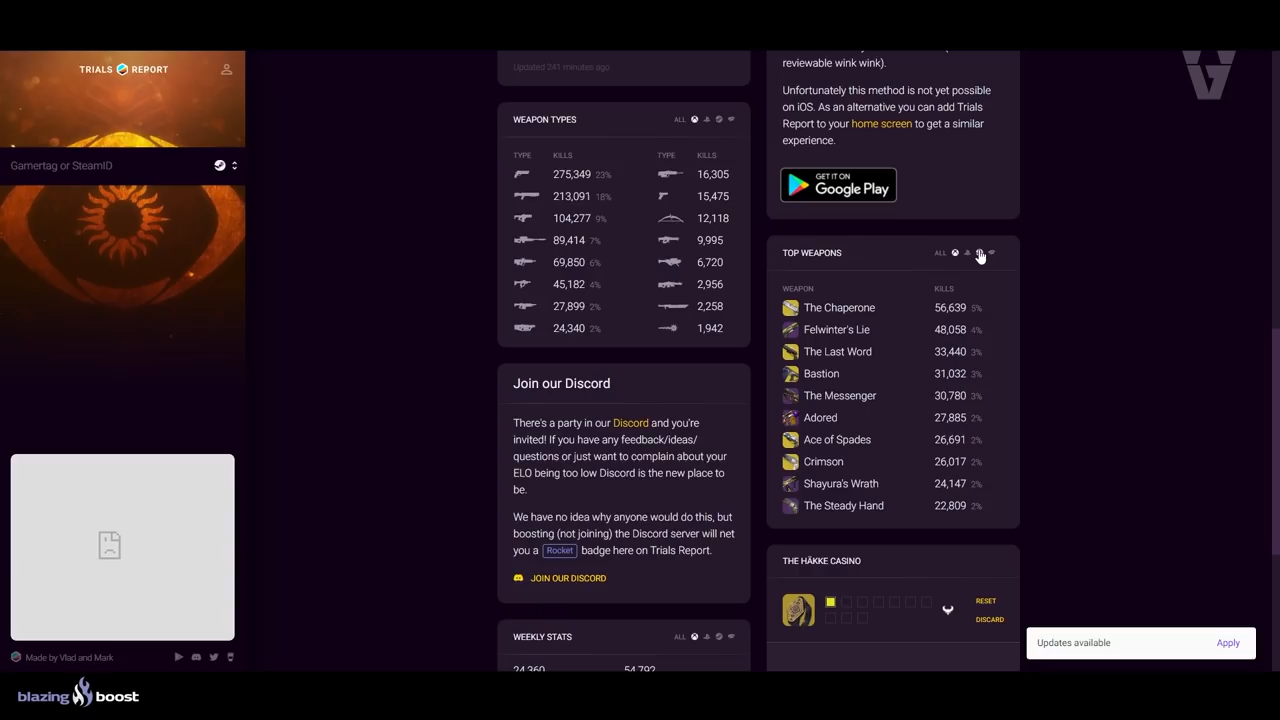 TRIALS REPORT
Gamertag or SteamID
Made by Vlad and Mark
blazing boost
Updated 241 minutes ago
WEAPON TYPES
ALL
TYPE KILLS TYPE KILLS
275,349 23% 16,305
213,091 18% 15,475
104,277 9% 12,118
89,414 7% 9,995
69,850 6% 6,720
45,182 4% 2,956
27,899 2% 2,258
24,340 2% 1,942
Join our Discord
There's a party in our Discord and you're
invited! If you have any feedback/ideas/
questions or just want to complain about your
ELO being too low Discord is the new place to
be.
We have no idea why anyone would do this, but
boosting (not joining) the Discord server will net
you a Rocket badge here on Trials Report.
JOIN OUR DISCORD
WEEKLY STATS
ALL
24,360 54,792
reviewable wink wink).
Unfortunately this method is not yet possible
on iOS. As an alternative you can add Trials
Report to your home screen to get a similar
experience.
GET IT ON
Google Play
TOP WEAPONS
ALL
WEAPON KILLS
The Chaperone 56,639 5%
Felwinter's Lie 48,058 4%
The Last Word 33,440 3%
Bastion 31,032 3%
The Messenger 30,780 3%
Adored 27,885 2%
Ace of Spades 26,691 2%
Crimson 26,017 2%
Shayura's Wrath 24,147 2%
The Steady Hand 22,809 2%
THE HÄKKE CASINO
RESET
DISCARD
Updates available Apply